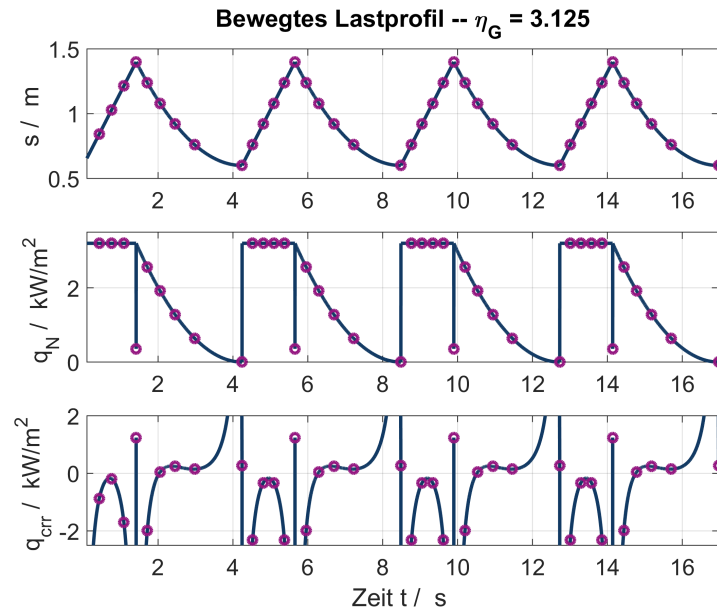 Bewegtes Lastprofil -- η_G = 3.125
s / m
1.5
1
0.5
2 4 6 8 10 12 14 16
q_N / kW/m²
2
0
2 4 6 8 10 12 14 16
q_crr / kW/m²
2
0
-2
2 4 6 8 10 12 14 16
Zeit t / s